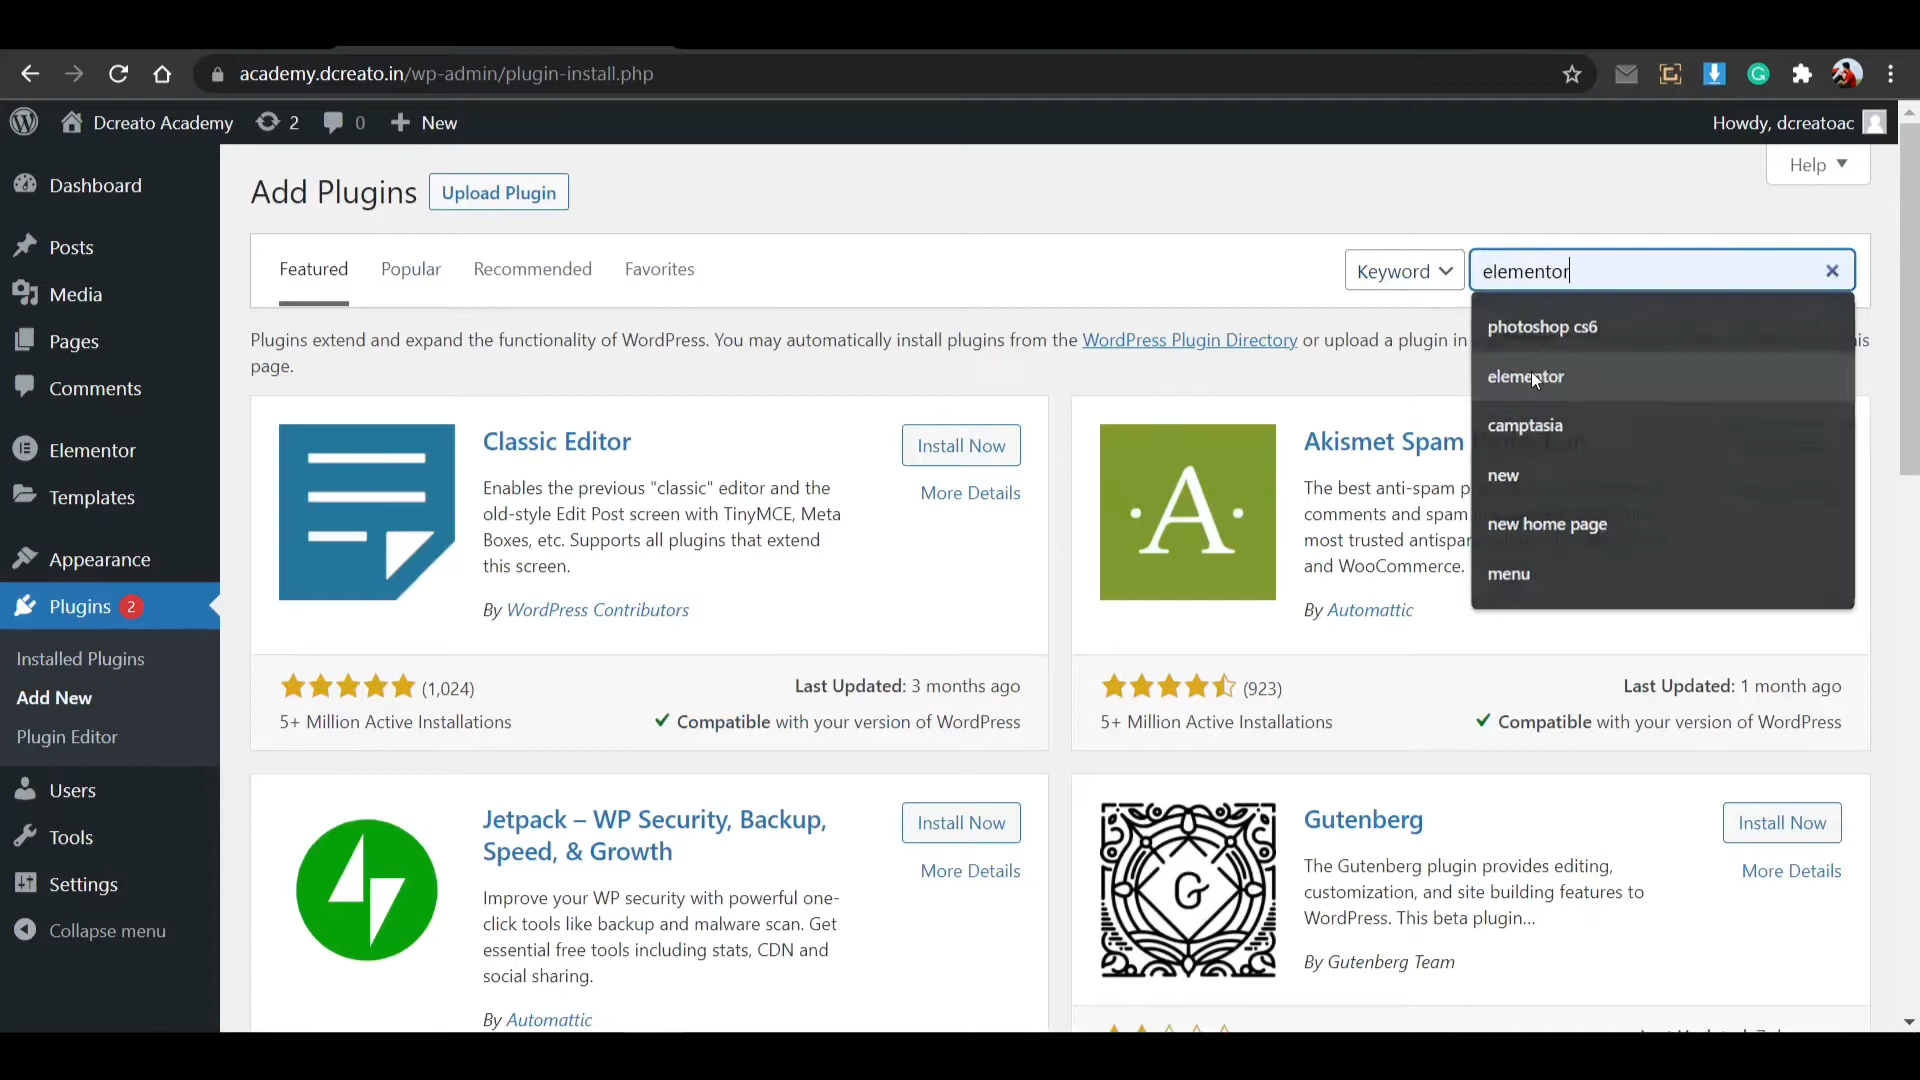 academy.dcreato.in/wp-admin/plugin-install.php
Dcreato Academy 2 0 New Howdy, dcreatoac
Dashboard
Posts
Media
Pages
Comments
Elementor
Templates
Appearance
Plugins 2
Installed Plugins
Add New
Plugin Editor
Users
Tools
Settings
Collapse menu
Help
Add Plugins Upload Plugin
Featured Popular Recommended Favorites Keyword elementor
photoshop cs6
elementor
camptasia
new
new home page
menu
Plugins extend and expand the functionality of WordPress. You may automatically install plugins from the WordPress Plugin Directory or upload a plugin in is
page.
Classic Editor
Install Now
More Details
Enables the previous "classic" editor and the
old-style Edit Post screen with TinyMCE, Meta
Boxes, etc. Supports all plugins that extend
this screen.
By WordPress Contributors
(1,024)
Last Updated: 3 months ago
5+ Million Active Installations
Compatible with your version of WordPress
A
Akismet Spam
The best anti-spam p
comments and spam
most trusted antispa
and WooCommerce.
By Automattic
(923)
Last Updated: 1 month ago
5+ Million Active Installations
Compatible with your version of WordPress
Jetpack – WP Security, Backup,
Speed, & Growth
Install Now
More Details
Improve your WP security with powerful one-
click tools like backup and malware scan. Get
essential free tools including stats, CDN and
social sharing.
By Automattic
G
Gutenberg
Install Now
More Details
The Gutenberg plugin provides editing,
customization, and site building features to
WordPress. This beta plugin...
By Gutenberg Team